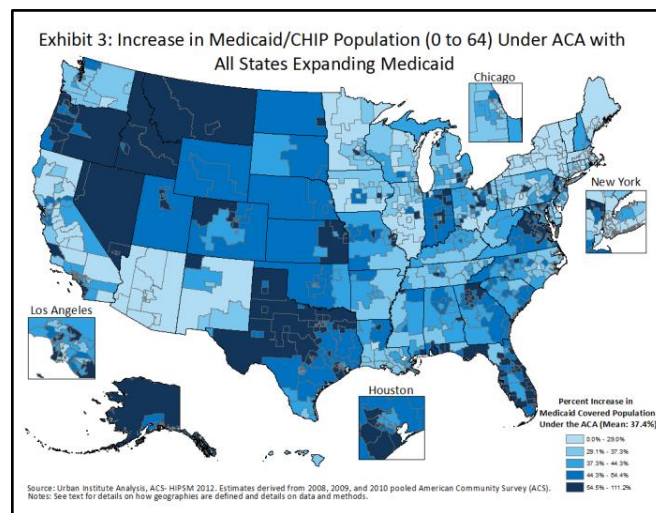 Exhibit 3: Increase in Medicaid/CHIP Population (0 to 64) Under ACA with
All States Expanding Medicaid
Chicago
New York
Los Angeles
Houston
Percent Increase in
Medicaid Covered Population
Under the ACA (Mean: 37.4%)
0.0% - 29.0%
29.1% - 37.3%
37.3% - 44.3%
44.3% - 54.4%
54.5% - 111.2%
Source: Urban Institute Analysis, ACS- HIPSM 2012. Estimates derived from 2008, 2009, and 2010 pooled American Community Survey (ACS).
Notes: See text for details on how geographies are defined and details on data and methods.